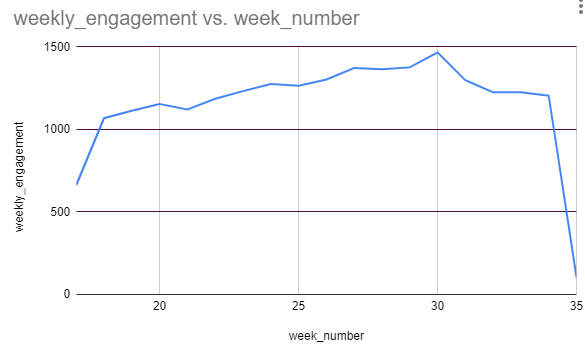 weekly_engagement vs. week_number
1500
1000
500
0
weekly_engagement
20 25 30 35
week_number